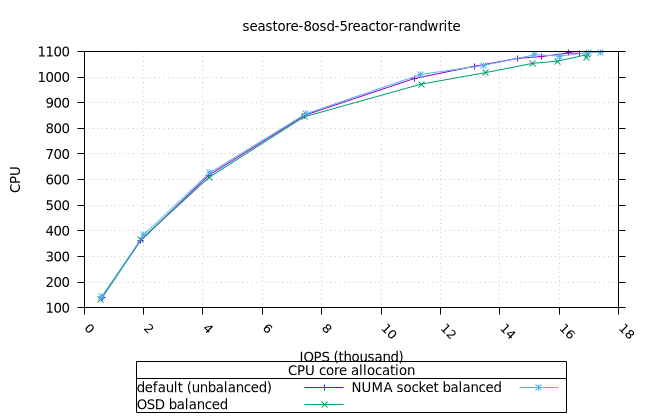 seastore-8osd-5reactor-randwrite
1100
1000
900
800
700
600
500
400
300
200
100
CPU
0 2 4 6 8 10 12 14 16 18
IOPS (thousand)
CPU core allocation
default (unbalanced) NUMA socket balanced
OSD balanced